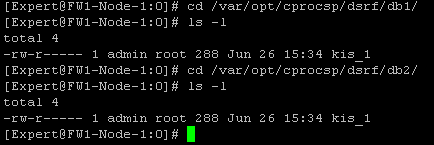 [Expert@FW1-Node-1:0]# cd /var/opt/cprocsp/dsrf/db1/
[Expert@FW1-Node-1:0]# ls -l
total 4
-rw-r----- 1 admin root 288 Jun 26 15:34 kis_1
[Expert@FW1-Node-1:0]# cd /var/opt/cprocsp/dsrf/db2/
[Expert@FW1-Node-1:0]# ls -l
total 4
-rw-r----- 1 admin root 288 Jun 26 15:34 kis_1
[Expert@FW1-Node-1:0]#